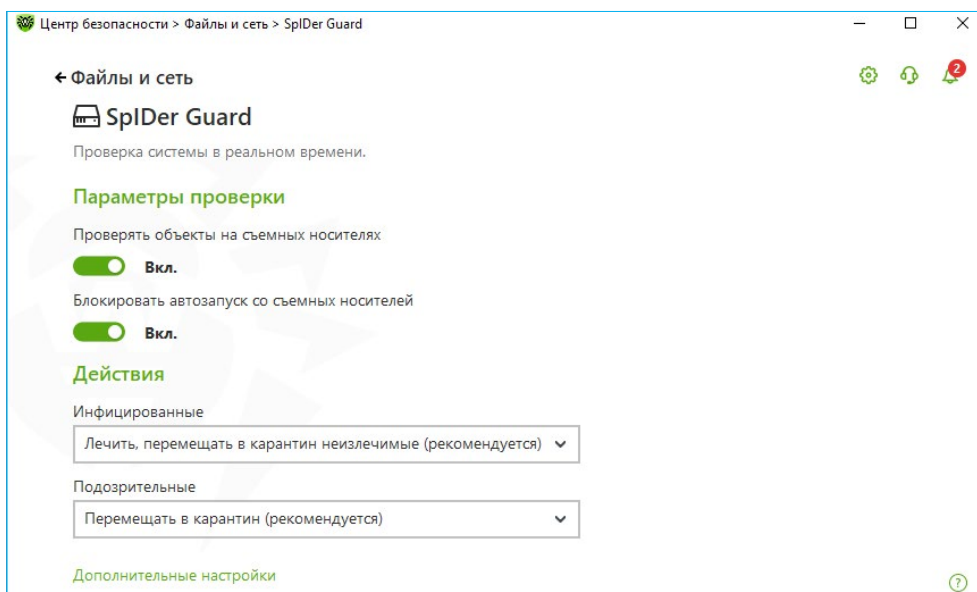 Центр безопасности > Файлы и сеть > SpIDer Guard
Файлы и сеть
2
SpIDer Guard
Проверка системы в реальном времени.
Параметры проверки
Проверять объекты на съемных носителях
Вкл.
Блокировать автозапуск со съемных носителей
Вкл.
Действия
Инфицированные
Лечить, перемещать в карантин неизлечимые (рекомендуется)
Подозрительные
Перемещать в карантин (рекомендуется)
Дополнительные настройки
?